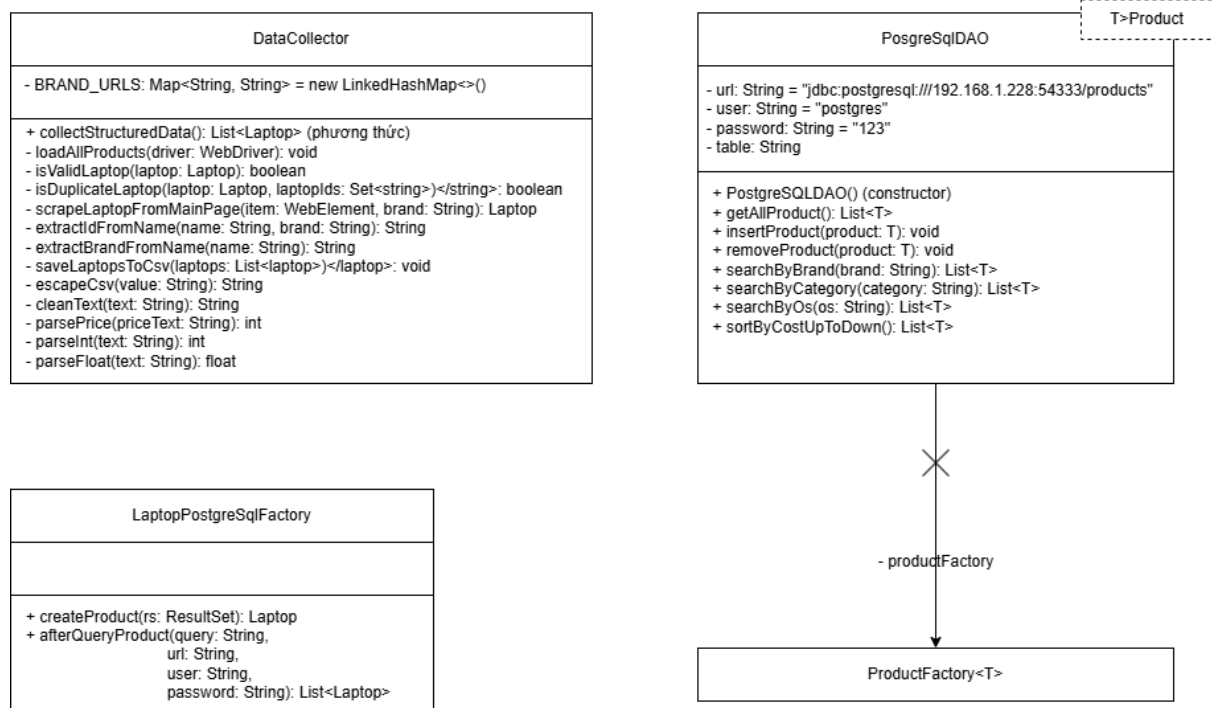 DataCollector
- BRAND_URLS: Map<String, String> = new LinkedHashMap<>()
+ collectStructuredData(): List<Laptop> (phương thức)
- loadAllProducts(driver: WebDriver): void
- isValidLaptop(laptop: Laptop): boolean
- isDuplicateLaptop(laptop: Laptop, laptopIds: Set<string>)</string>: boolean
- scrapeLaptopFromMainPage(item: WebElement, brand: String): Laptop
- extractIdFromName(name: String, brand: String): String
- extractBrandFromName(name: String): String
- saveLaptopsToCsv(laptops: List<laptop>)</laptop>: void
- escapeCsv(value: String): String
- cleanText(text: String): String
- parsePrice(priceText: String): int
- parseInt(text: String): int
- parseFloat(text: String): float
T>Product
PosgreSqlDAO
- url: String = "jdbc:postgresql:///192.168.1.228:54333/products"
- user: String = "postgres"
- password: String = "123"
- table: String
+ PostgreSQLDAO() (constructor)
+ getAllProduct(): List<T>
+ insertProduct(product: T): void
+ removeProduct(product: T): void
+ searchByBrand(brand: String): List<T>
+ searchByCategory(category: String): List<T>
+ searchByOs(os: String): List<T>
+ sortByCostUpToDown(): List<T>
LaptopPostgreSqlFactory
+ createProduct(rs: ResultSet): Laptop
+ afterQueryProduct(query: String,
url: String,
user: String,
password: String): List<Laptop>
- productFactory
ProductFactory<T>